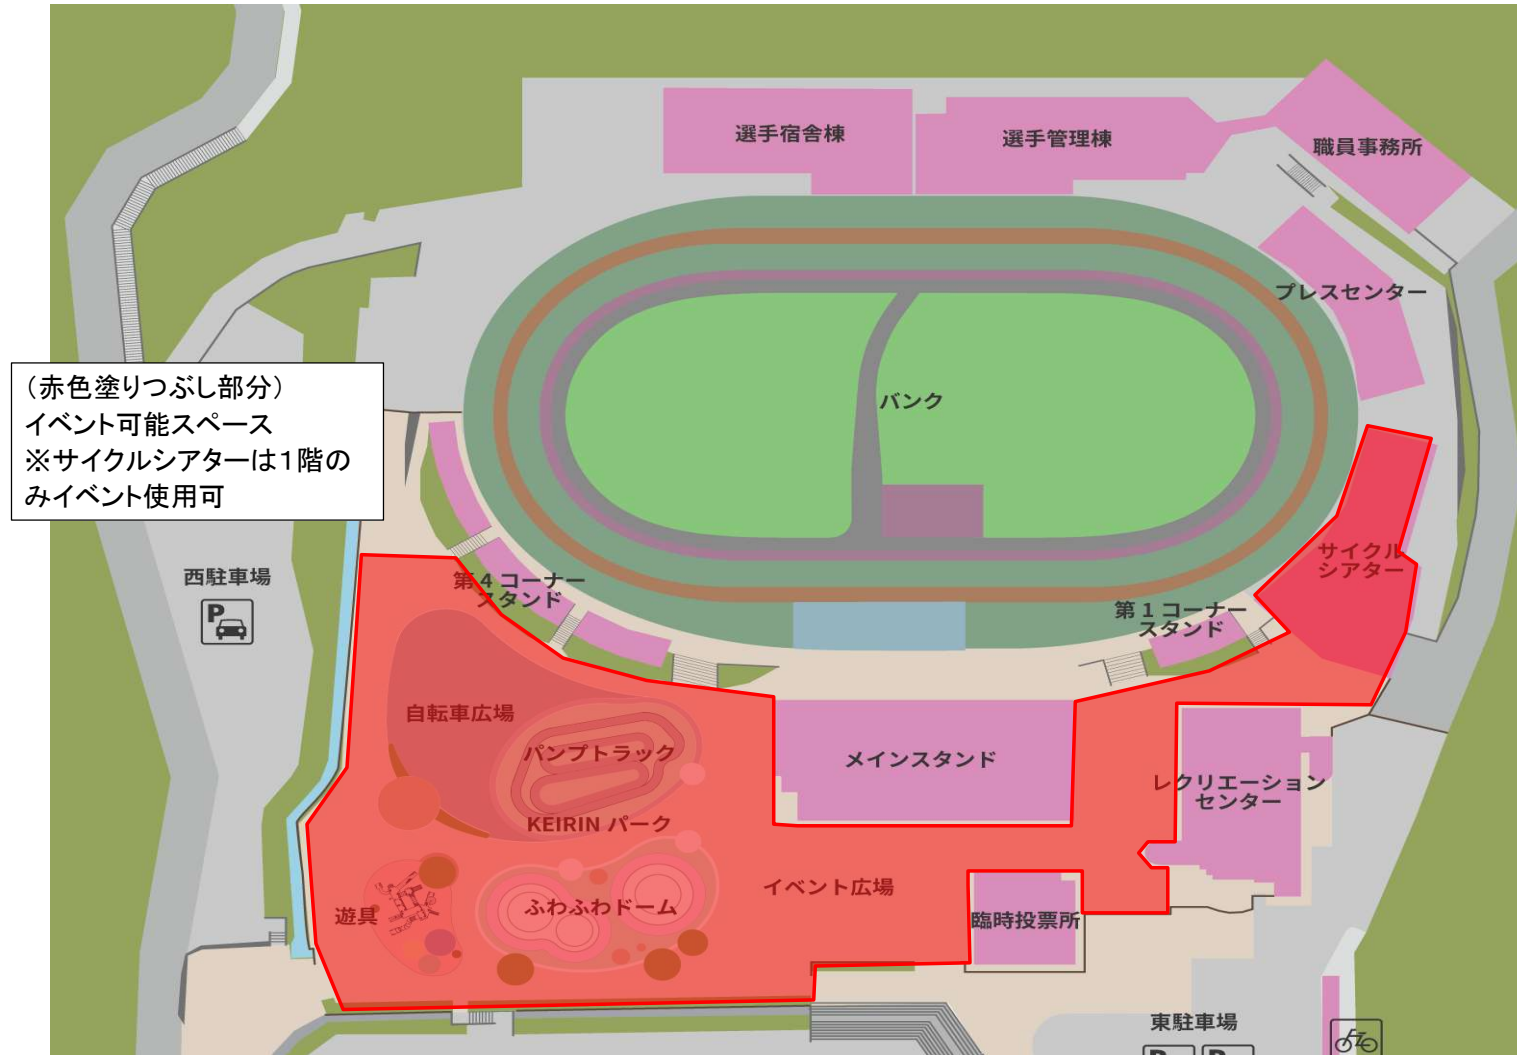 選手宿舎棟
選手管理棟
職員事務所
プレスセンター
(赤色塗りつぶし部分)
イベント可能スペース
※サイクルシアターは1階の
みイベント使用可
バンク
サイクル
シアター
西駐車場
P
第4コーナー
スタンド
第1コーナー
スタンド
自転車広場
パンプトラック
メインスタンド
レクリエーション
センター
KEIRIN パーク
イベント広場
遊具
ふわふわドーム
臨時投票所
東駐車場
P P